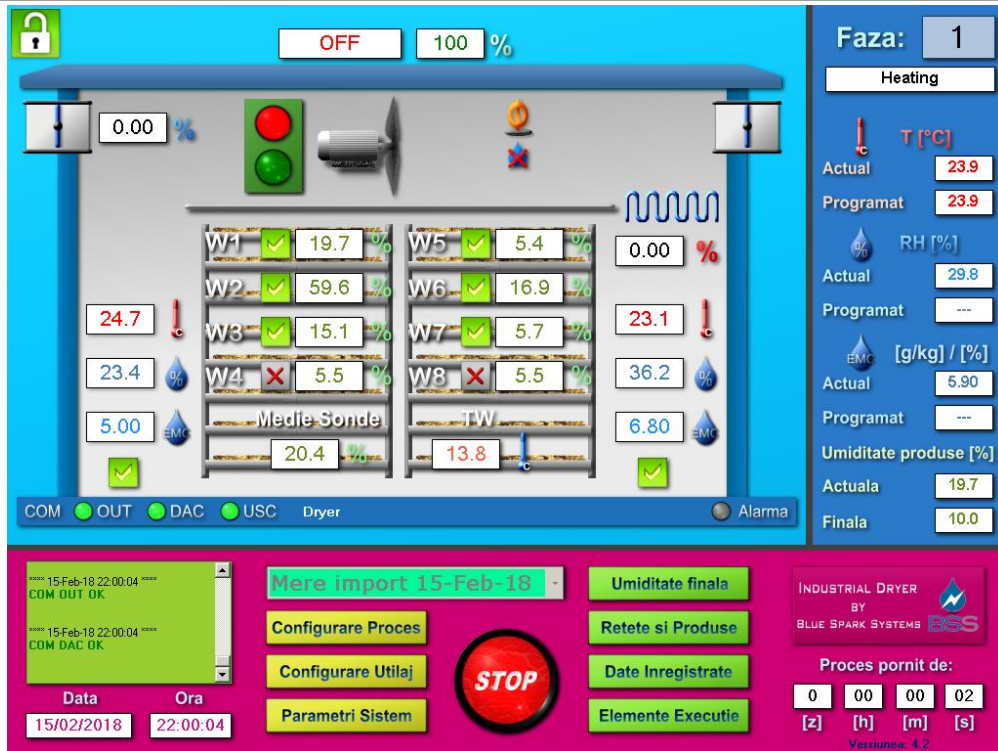 OFF 100 %
Faza: 1
Heating
0.00 %
T [°C]
Actual 23.9
Programat 23.9
RH [%]
Actual 29.8
Programat ---
EMC [g/kg] / [%]
Actual 5.90
Programat ---
Umiditate produse [%]
Actuala 19.7
Finala 10.0
W1 19.7 % W5 5.4 %
0.00 %
W2 59.6 % W6 16.9 %
24.7 °C W3 15.1 % W7 5.7 % 23.1 °C
23.4 % W4 5.5 % W8 5.5 % 36.2 %
Medie Sonde TW
5.00 EMC 20.4 % 13.8 °C 6.80 EMC
COM OUT DAC USC Dryer Alarma
**** 15-Feb-18 22:00:04 ****
COM OUT OK
**** 15-Feb-18 22:00:04 ****
COM DAC OK
Data Ora
15/02/2018 22:00:04
Mere import 15-Feb-18
Configurare Proces
Configurare Utilaj
Parametri Sistem
STOP
Umiditate finala
Retete si Produse
Date Inregistrate
Elemente Executie
INDUSTRIAL DRYER
BY
BLUE SPARK SYSTEMS BSS
Proces pornit de:
0 00 00 02
[z] [h] [m] [s]
Versiunea: 4.2